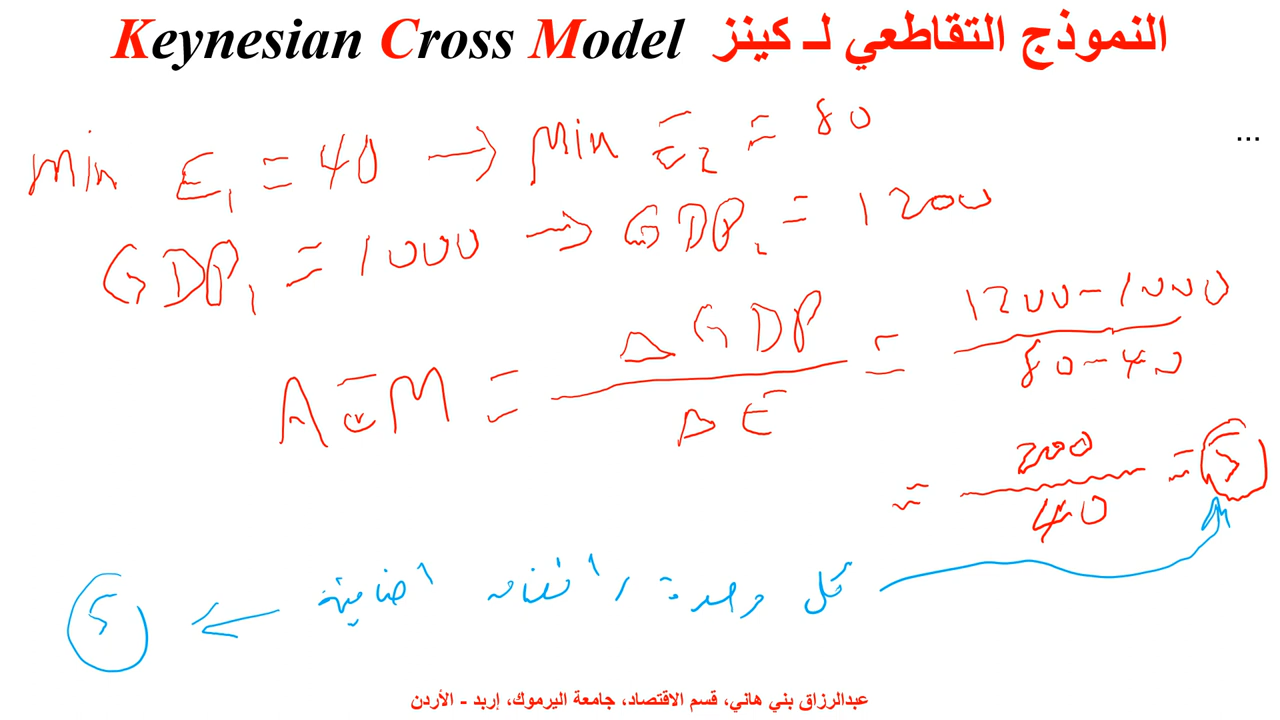 النموذج التقاطعي لـ كينز Keynesian Cross Model
...
min E₁ = 40 → min E₂ = 80
GDP₁ = 1000 → GDP₂ = 1200
AEM = ΔGDP / ΔE = 1200-1000 / 80-40
= 200 / 40 = 5
كل وحدة انفاق اضافية ← 5
عبدالرزاق بني هاني، قسم الاقتصاد، جامعة اليرموك، إربد - الأردن